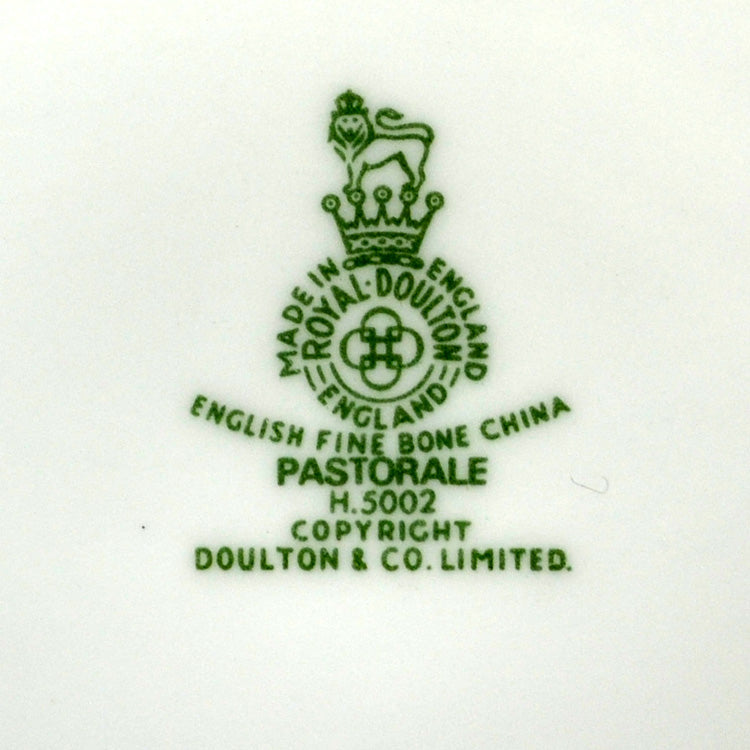 MADE IN ENGLAND
ROYAL·DOULTON
ENGLAND
ENGLISH FINE BONE CHINA
PASTORALE
H.5002
COPYRIGHT
DOULTON & CO. LIMITED.